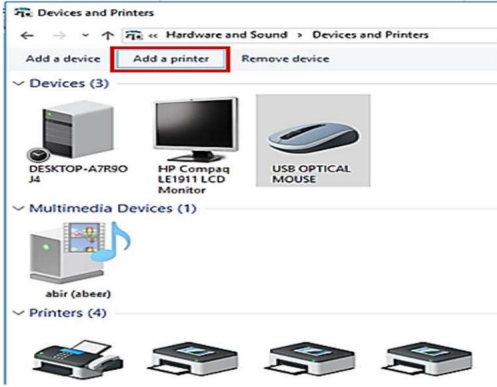 Devices and Printers
« Hardware and Sound > Devices and Printers
Add a device Add a printer Remove device
Devices (3)
DESKTOP-A7R9O
J4
HP Compaq
LE1911 LCD
Monitor
USB OPTICAL
MOUSE
Multimedia Devices (1)
abir (abeer)
Printers (4)